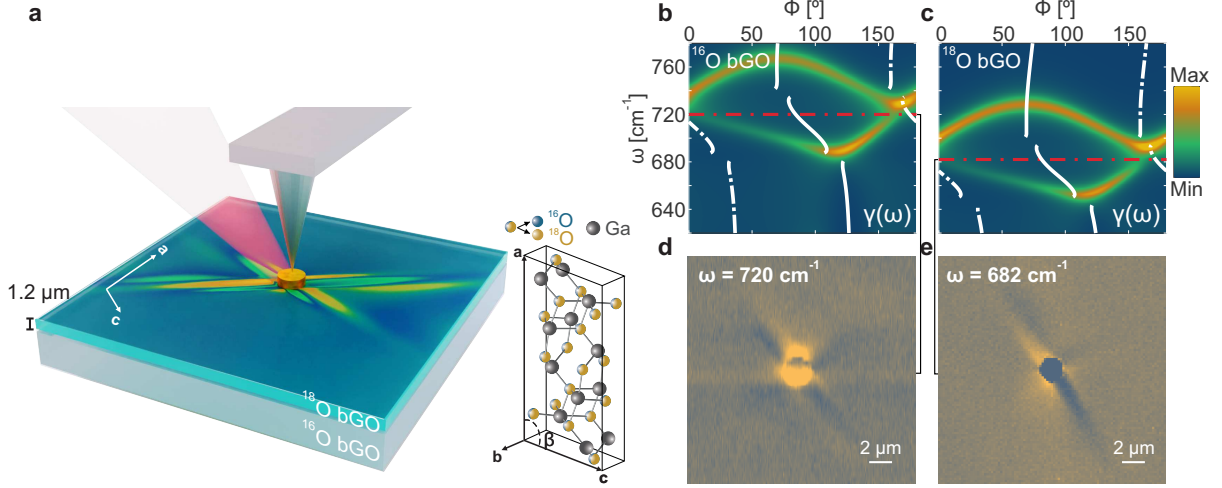 a
1.2 µm
a
c
¹⁸O bGO
¹⁶O bGO
¹⁶O
¹⁸O
Ga
a
b
β
c
b
Φ [º]
0 50 100 150
¹⁶O bGO
ω [cm⁻¹]
760
720
680
640
γ(ω)
c
Φ [º]
0 50 100 150
¹⁸O bGO
γ(ω)
Max
Min
d
ω = 720 cm⁻¹
2 µm
e
ω = 682 cm⁻¹
2 µm